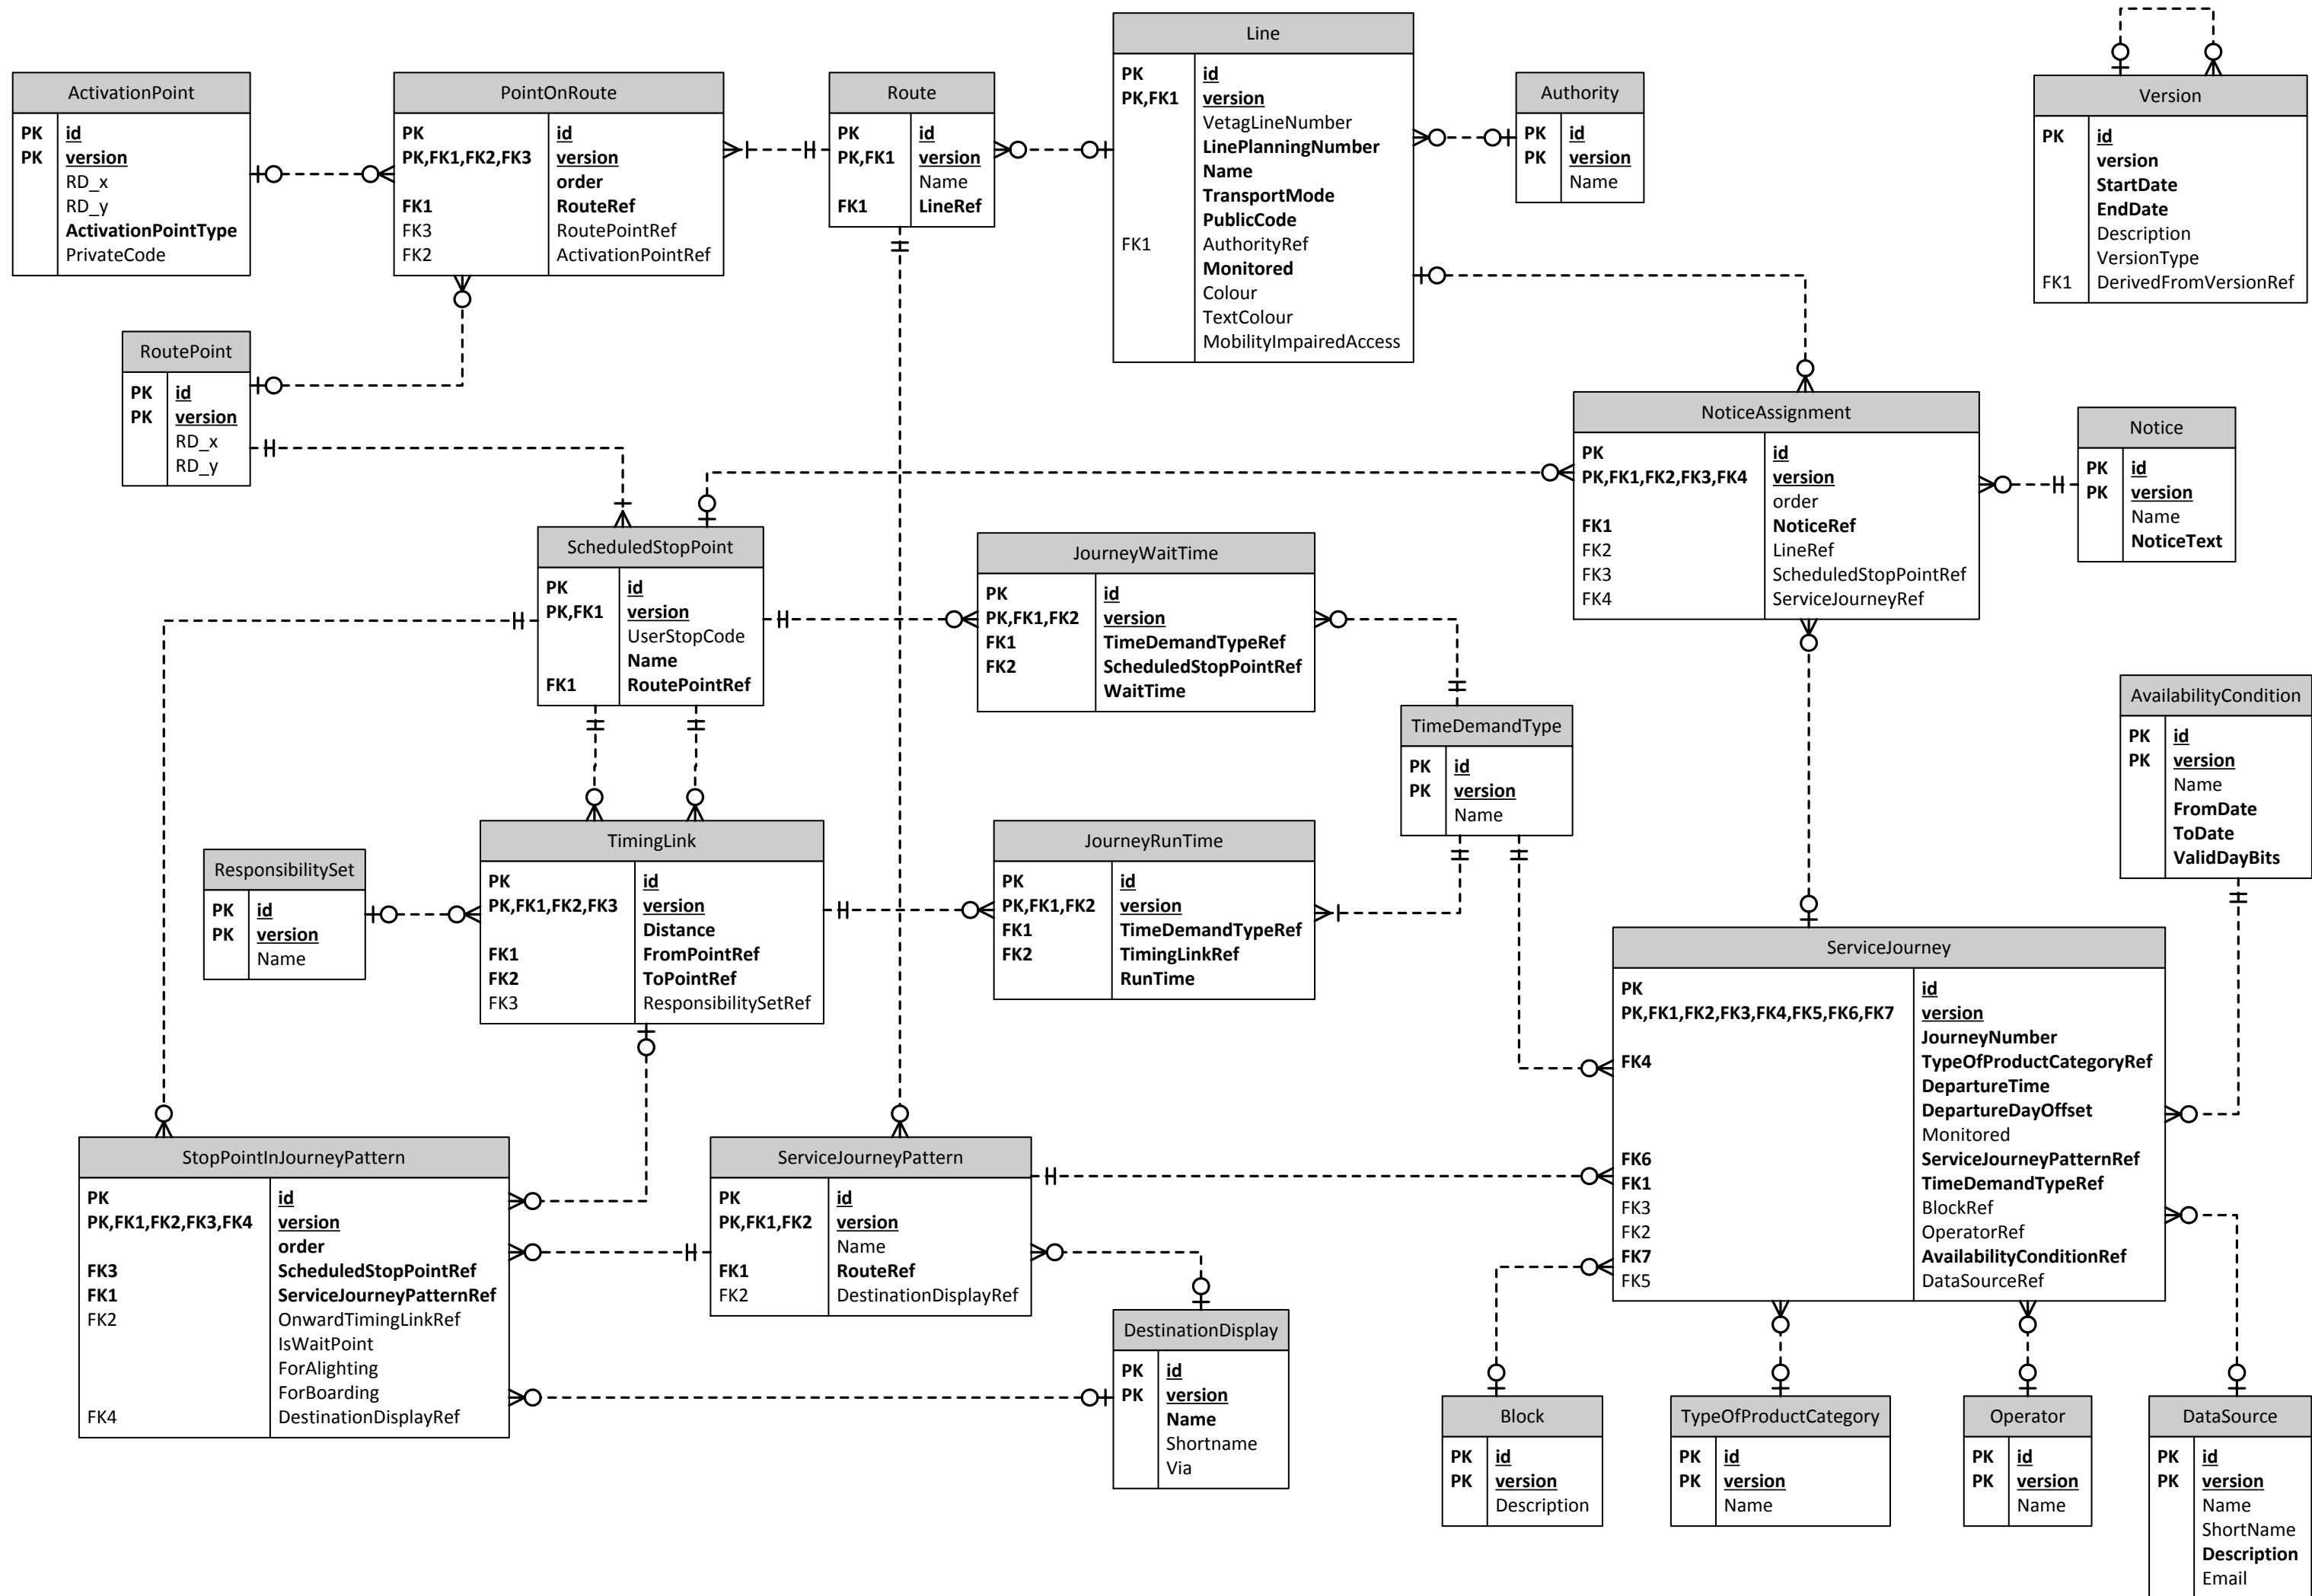 ActivationPoint
PK id
PK version
RD_x
RD_y
ActivationPointType
PrivateCode
PointOnRoute
PK id
PK,FK1,FK2,FK3 version
order
FK1 RouteRef
FK3 RoutePointRef
FK2 ActivationPointRef
Route
PK id
PK,FK1 version
Name
FK1 LineRef
Line
PK id
PK,FK1 version
VetagLineNumber
LinePlanningNumber
Name
TransportMode
PublicCode
FK1 AuthorityRef
Monitored
Colour
TextColour
MobilityImpairedAccess
Authority
PK id
PK version
Name
Version
PK id
version
StartDate
EndDate
Description
VersionType
FK1 DerivedFromVersionRef
RoutePoint
PK id
PK version
RD_x
RD_y
NoticeAssignment
PK id
PK,FK1,FK2,FK3,FK4 version
order
FK1 NoticeRef
FK2 LineRef
FK3 ScheduledStopPointRef
FK4 ServiceJourneyRef
Notice
PK id
PK version
Name
NoticeText
ScheduledStopPoint
PK id
PK,FK1 version
UserStopCode
Name
FK1 RoutePointRef
JourneyWaitTime
PK id
PK,FK1,FK2 version
FK1 TimeDemandTypeRef
FK2 ScheduledStopPointRef
WaitTime
TimeDemandType
PK id
PK version
Name
AvailabilityCondition
PK id
PK version
Name
FromDate
ToDate
ValidDayBits
ResponsibilitySet
PK id
PK version
Name
TimingLink
PK id
PK,FK1,FK2,FK3 version
Distance
FK1 FromPointRef
FK2 ToPointRef
FK3 ResponsibilitySetRef
JourneyRunTime
PK id
PK,FK1,FK2 version
FK1 TimeDemandTypeRef
FK2 TimingLinkRef
RunTime
ServiceJourney
PK id
PK,FK1,FK2,FK3,FK4,FK5,FK6,FK7 version
JourneyNumber
FK4 TypeOfProductCategoryRef
DepartureTime
DepartureDayOffset
Monitored
FK6 ServiceJourneyPatternRef
FK1 TimeDemandTypeRef
FK3 BlockRef
FK2 OperatorRef
FK7 AvailabilityConditionRef
FK5 DataSourceRef
StopPointInJourneyPattern
PK id
PK,FK1,FK2,FK3,FK4 version
order
FK3 ScheduledStopPointRef
FK1 ServiceJourneyPatternRef
FK2 OnwardTimingLinkRef
IsWaitPoint
ForAlighting
ForBoarding
FK4 DestinationDisplayRef
ServiceJourneyPattern
PK id
PK,FK1,FK2 version
Name
FK1 RouteRef
FK2 DestinationDisplayRef
DestinationDisplay
PK id
PK version
Name
Shortname
Via
Block
PK id
PK version
Description
TypeOfProductCategory
PK id
PK version
Name
Operator
PK id
PK version
Name
DataSource
PK id
PK version
Name
ShortName
Description
Email